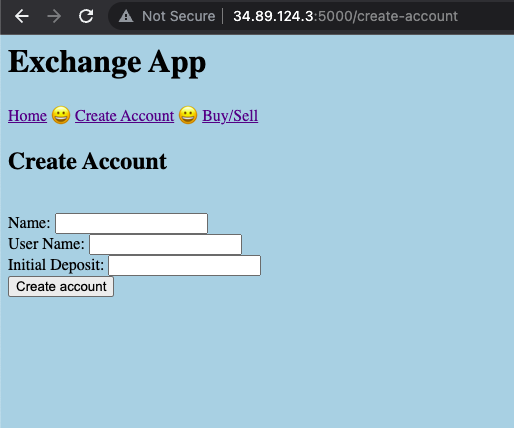 Not Secure | 34.89.124.3:5000/create-account
Exchange App
Home 😀 Create Account 😀 Buy/Sell
Create Account
Name:
User Name:
Initial Deposit:
Create account